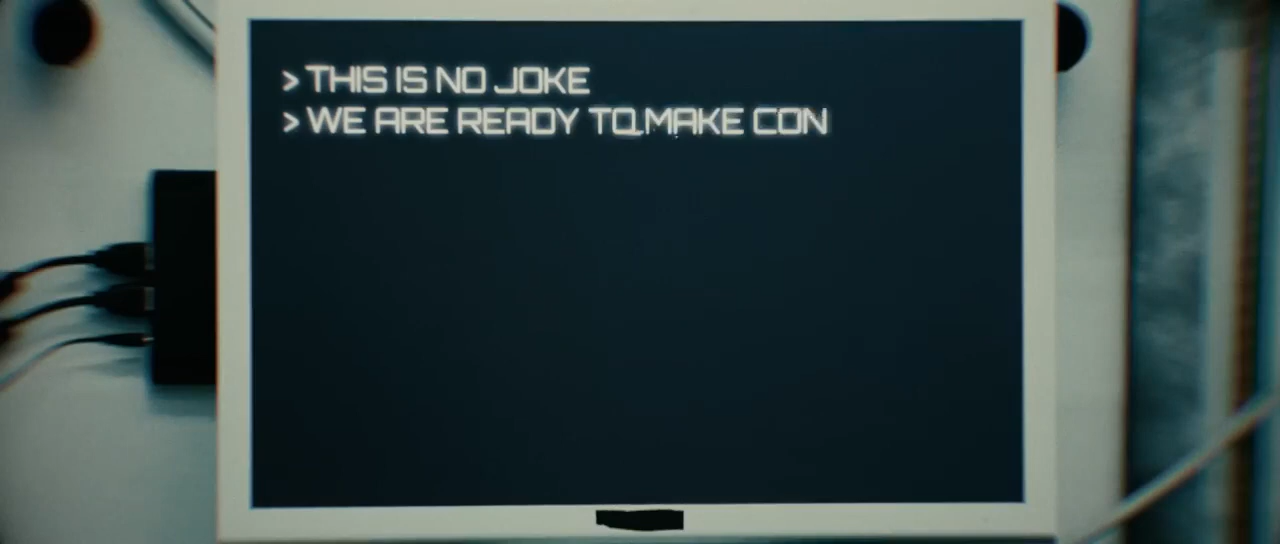 > THIS IS NO JOKE
> WE ARE READY TO MAKE CON